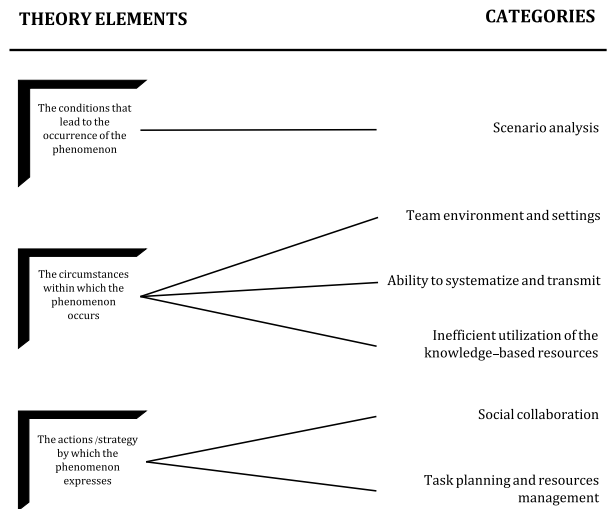 THEORY ELEMENTS
CATEGORIES
The conditions that
lead to the
occurrence of the
phenomenon
Scenario analysis
The circumstances
within which the
phenomenon
occurs
Team environment and settings
Ability to systematize and transmit
Inefficient utilization of the
knowledge–based resources
The actions /strategy
by which the
phenomenon
expresses
Social collaboration
Task planning and resources
management